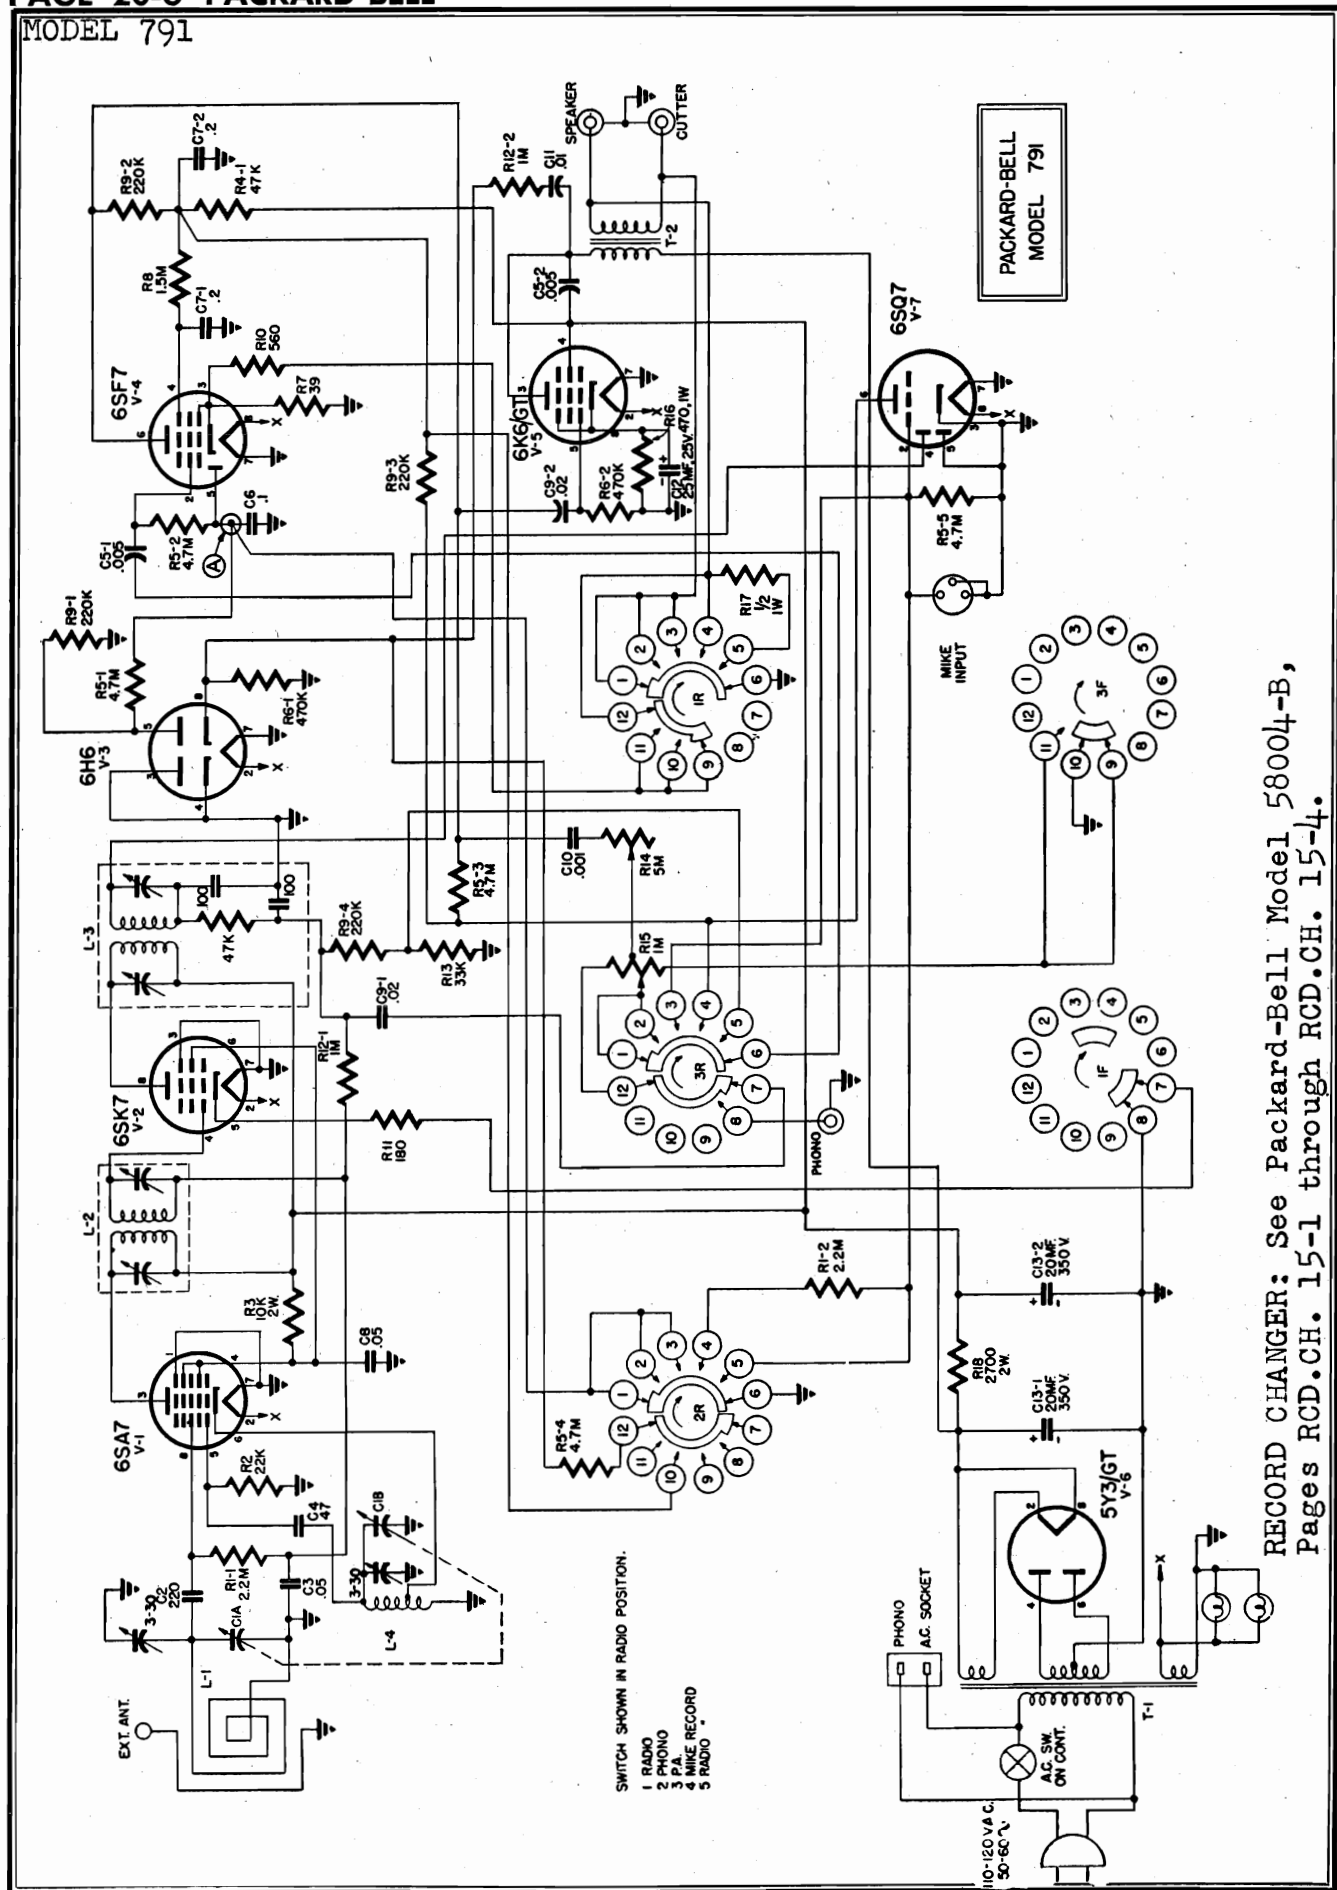 MODEL 791
EXT. ANT.
L-1
3-30
C2
220
C1A
R1-1
2.2M
C3
.05
C4
47
R2
22K
3-30
C1B
L-4
6SA7
V-1
R3
10K
2W.
C8
.05
L-2
6SK7
V-2
R11
180
R12-1
1M
C9-1
.02
L-3
47K
100
100
R9-4
220K
R13
33K
6H6
V-3
R5-1
4.7M
R9-1
220K
R6-1
470K
C5-1
.005
R5-2
4.7M
A
C6
.1
6SF7
V-4
R10
560
R7
39
R8
1.5M
C7-1
.2
R9-2
220K
C7-2
.2
R4-1
47K
R9-3
220K
R5-3
4.7M
C10
.001
R14
5M
R15
1M
C9-2
.02
R6-2
470K
6K6/GT
V-5
R16
470, 1W
C12
25MF. 25V.
C5-2
.005
R12-2
1M
C11
.01
T-2
SPEAKER
CUTTER
R5-4
4.7M
2R
3R
1R
PHONO
R17
1/2
1W
R1-2
2.2M
6SQ7
V-7
R5-5
4.7M
MIKE
INPUT
1F
3F
PACKARD-BELL
MODEL 791
SWITCH SHOWN IN RADIO POSITION.
1 RADIO
2 PHONO
3 P.A.
4 MIKE RECORD
5 RADIO "
PHONO
A.C. SOCKET
110-120 V A C.
50-60~
A.C. SW.
ON CONT.
T-1
5Y3/GT
V-6
C13-1
20MF.
350 V.
R18
2700
2W.
C13-2
20MF.
350 V.
X
RECORD CHANGER: See Packard-Bell Model 58004-B,
Pages RCD.CH. 15-1 through RCD.CH. 15-4.